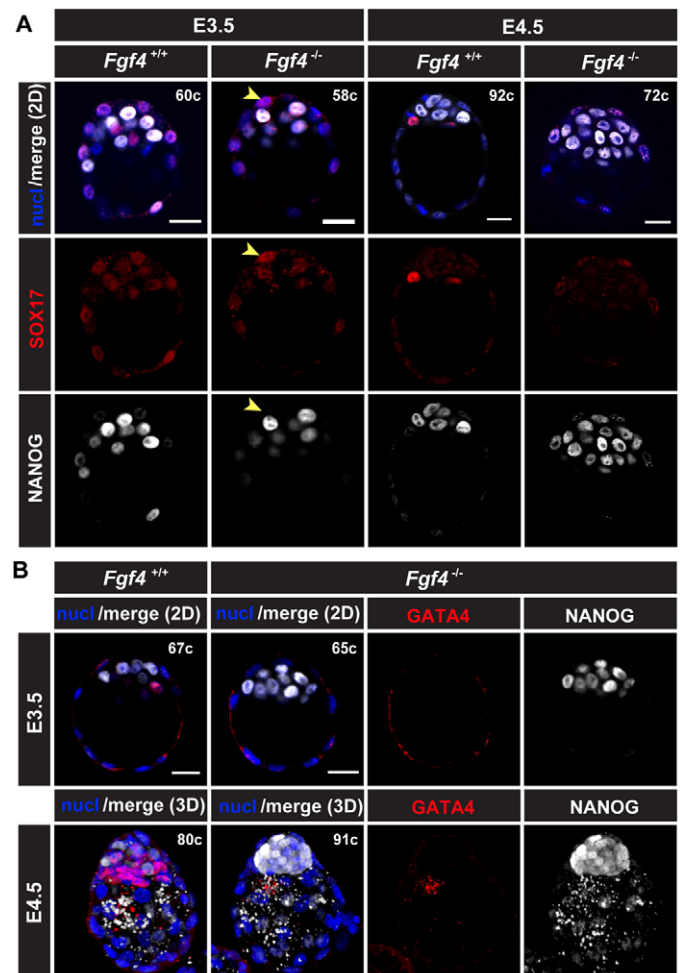 A
E3.5 E4.5
Fgf4 +/+ Fgf4 -/- Fgf4 +/+ Fgf4 -/-
nucl/merge (2D)
60c 58c 92c 72c
SOX17
NANOG
B
Fgf4 +/+ Fgf4 -/-
nucl/merge (2D) nucl/merge (2D) GATA4 NANOG
E3.5
67c 65c
nucl/merge (3D) nucl/merge (3D) GATA4 NANOG
E4.5
80c 91c